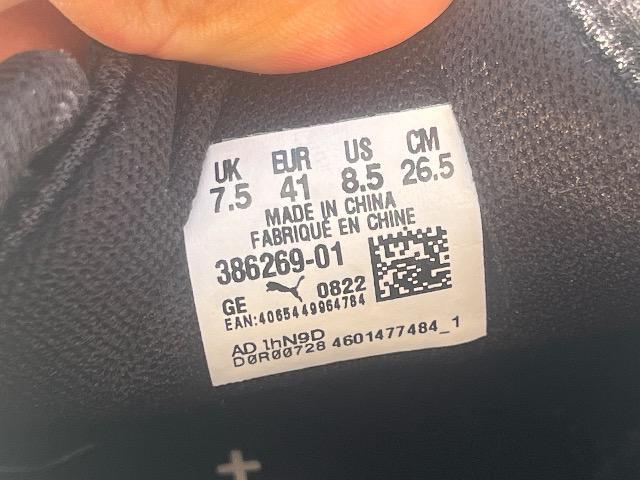 UK EUR US CM
7.5 41 8.5 26.5
MADE IN CHINA
FABRIQUÉ EN CHINE
386269-01
GE 0822
EAN:4065449964784
AD 1hN9D
D0R00728 4601477484_1